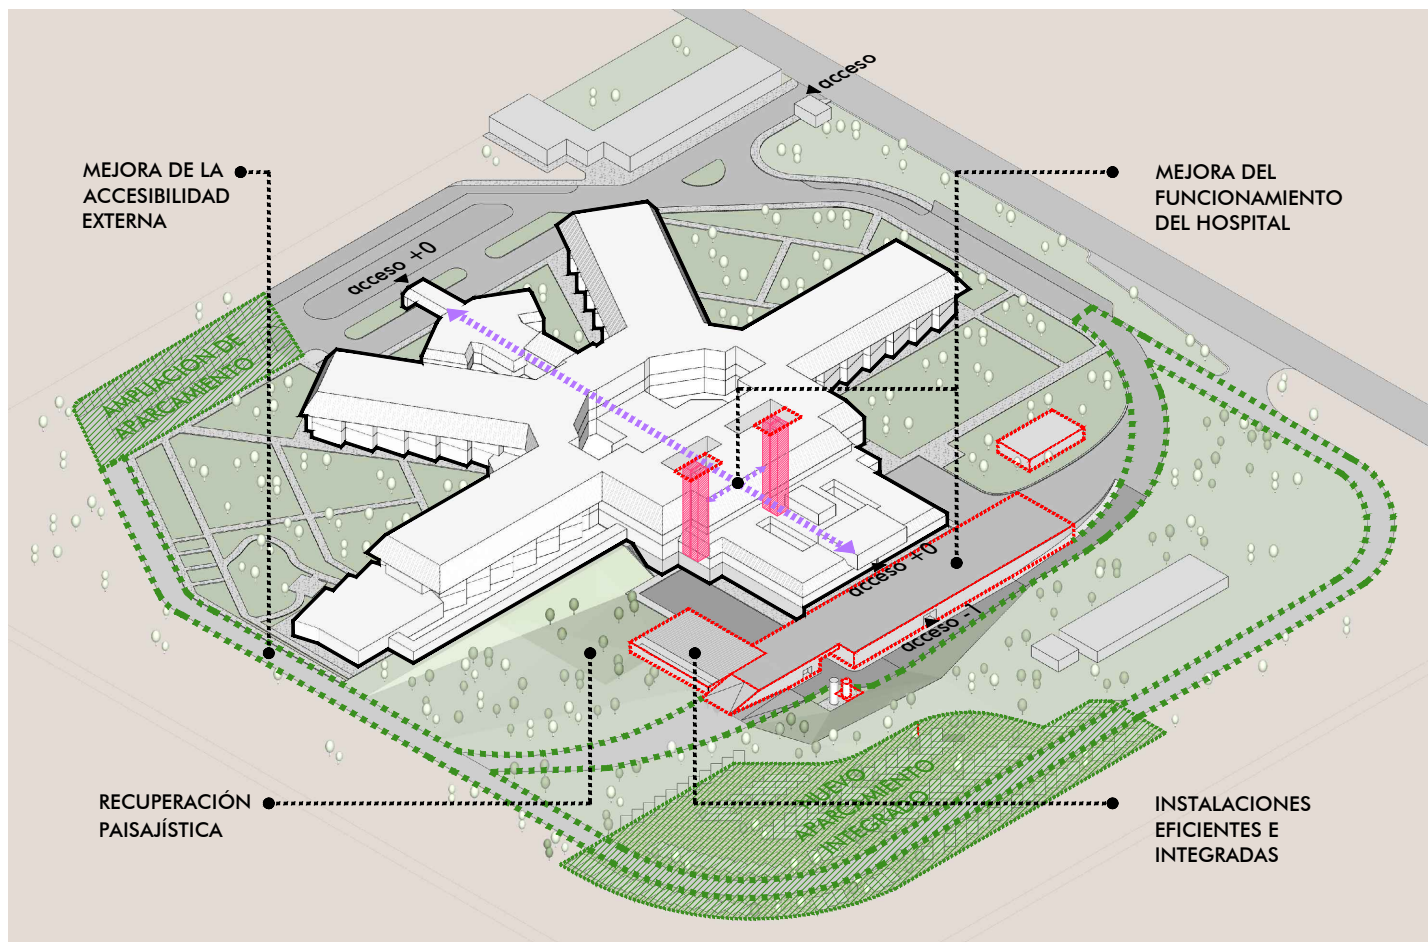 acceso
MEJORA DE LA
ACCESIBILIDAD
EXTERNA
MEJORA DEL
FUNCIONAMIENTO
DEL HOSPITAL
acceso +0
AMPLIACIÓN DE
APARCAMIENTO
acceso +0
acceso -1
NUEVO
APARCAMIENTO
INTEGRADO
RECUPERACIÓN
PAISAJÍSTICA
INSTALACIONES
EFICIENTES E
INTEGRADAS